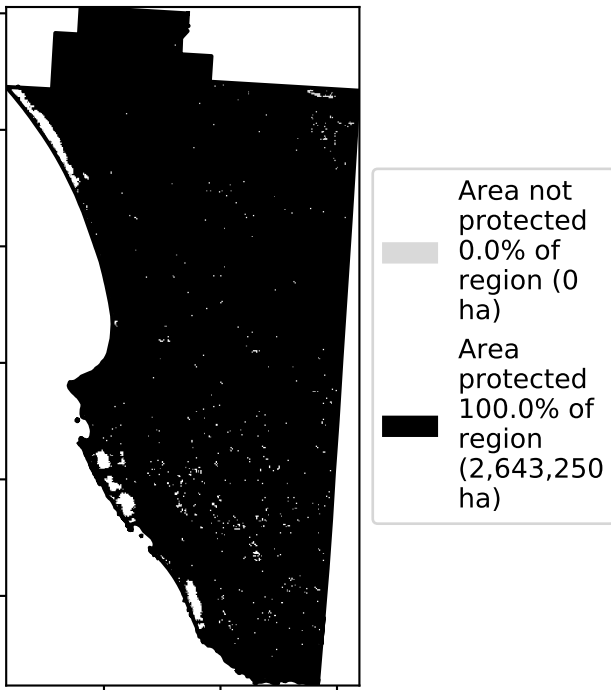 Area not
protected
0.0% of
region (0
ha)
Area
protected
100.0% of
region
(2,643,250
ha)